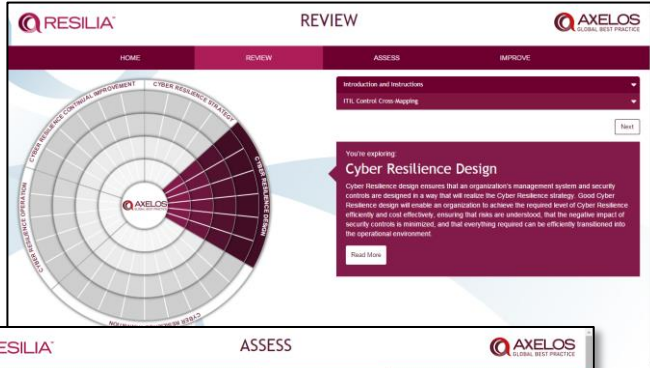 RESILIA
REVIEW
AXELOS
GLOBAL BEST PRACTICE
HOME
REVIEW
ASSESS
IMPROVE
CYBER RESILIENCE CONTINUAL IMPROVEMENT
CYBER RESILIENCE STRATEGY
CYBER RESILIENCE DESIGN
CYBER RESILIENCE OPERATION
AXELOS
GLOBAL BEST PRACTICE
Introduction and Instructions
ITIL Control Cross-Mapping
Next
You're exploring:
Cyber Resilience Design
Cyber Resilience design ensures that an organization's management system and security
controls are designed in a way that will realize the Cyber Resilience strategy. Good Cyber
Resilience design will enable an organization to achieve the required level of Cyber Resilience
efficiently and cost effectively, ensuring that risks are understood, that the negative impact of
security controls is minimized, and that everything required can be efficiently transitioned into
the operational environment.
Read More
CYBER RESILIENCE
ESILIA
ASSESS
AXELOS
GLOBAL BEST PRACTICE